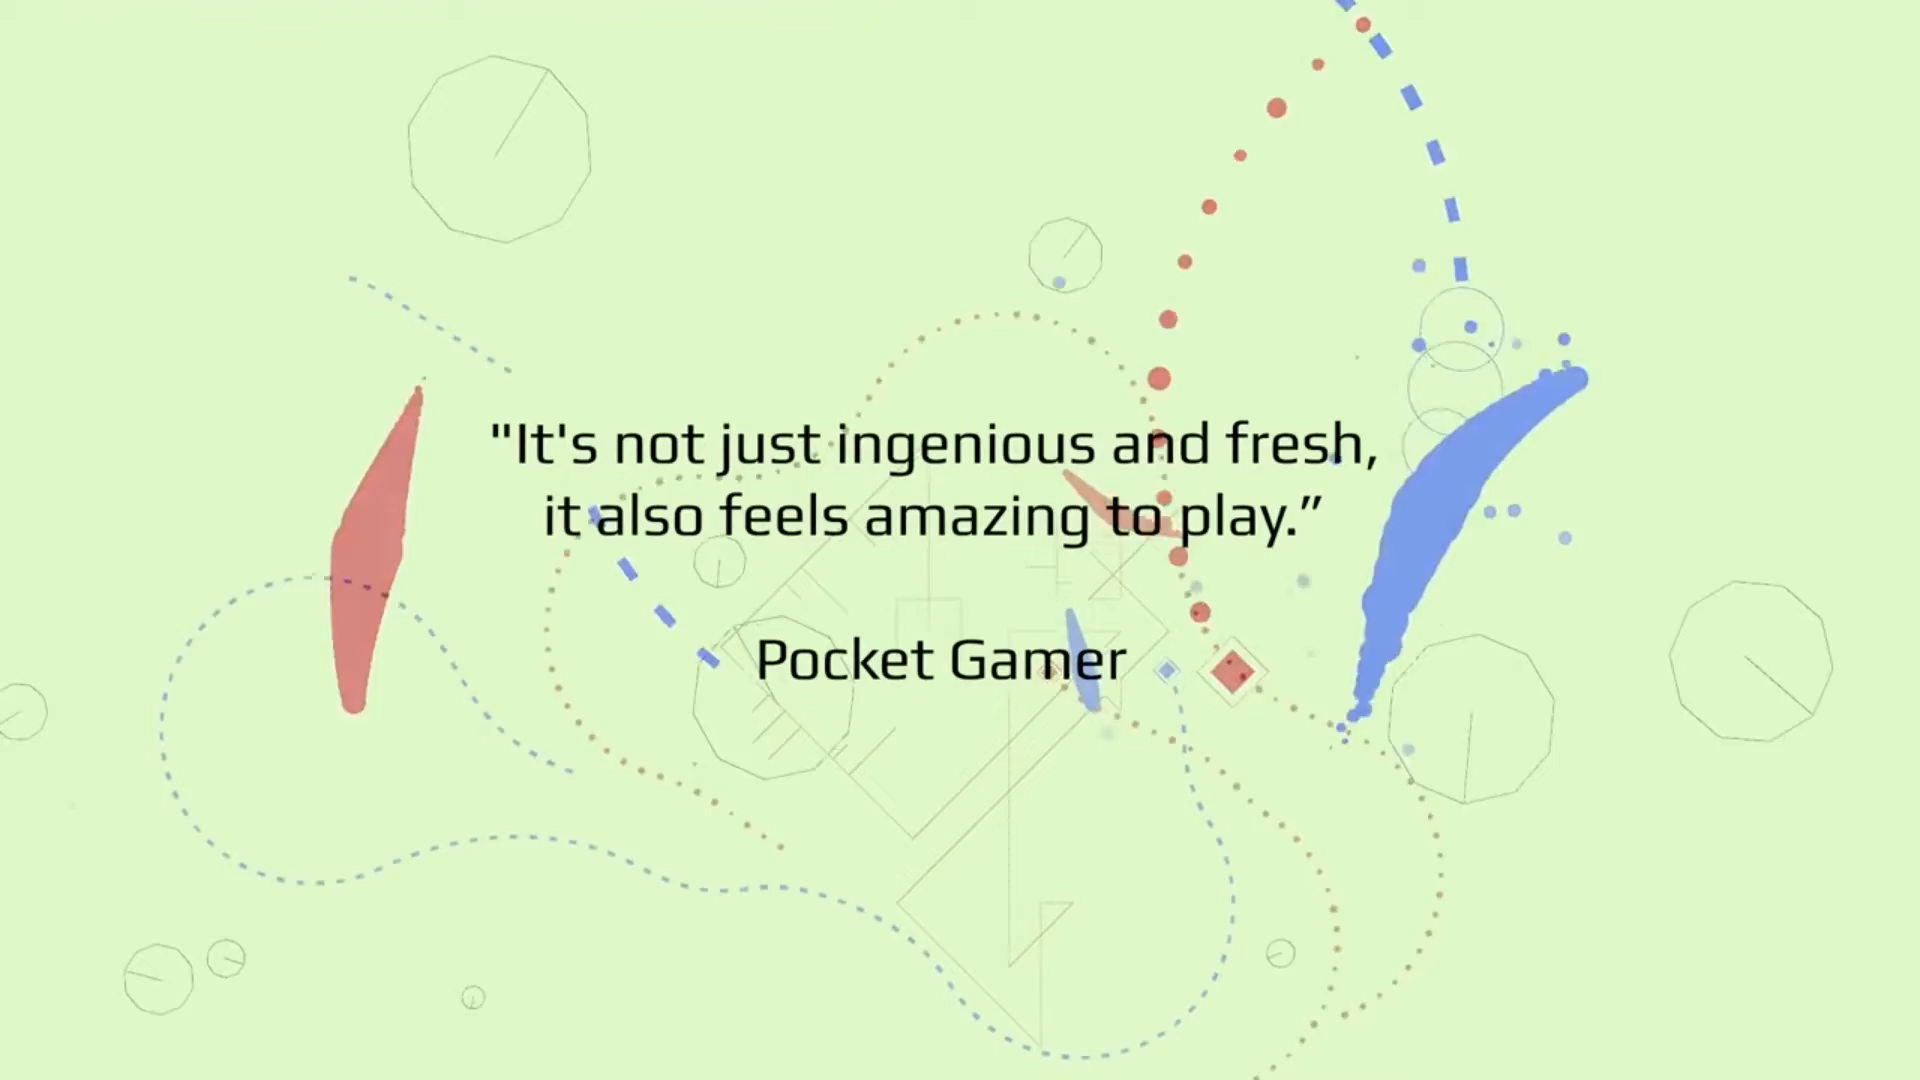 "It's not just ingenious and fresh,
it also feels amazing to play.”
Pocket Gamer